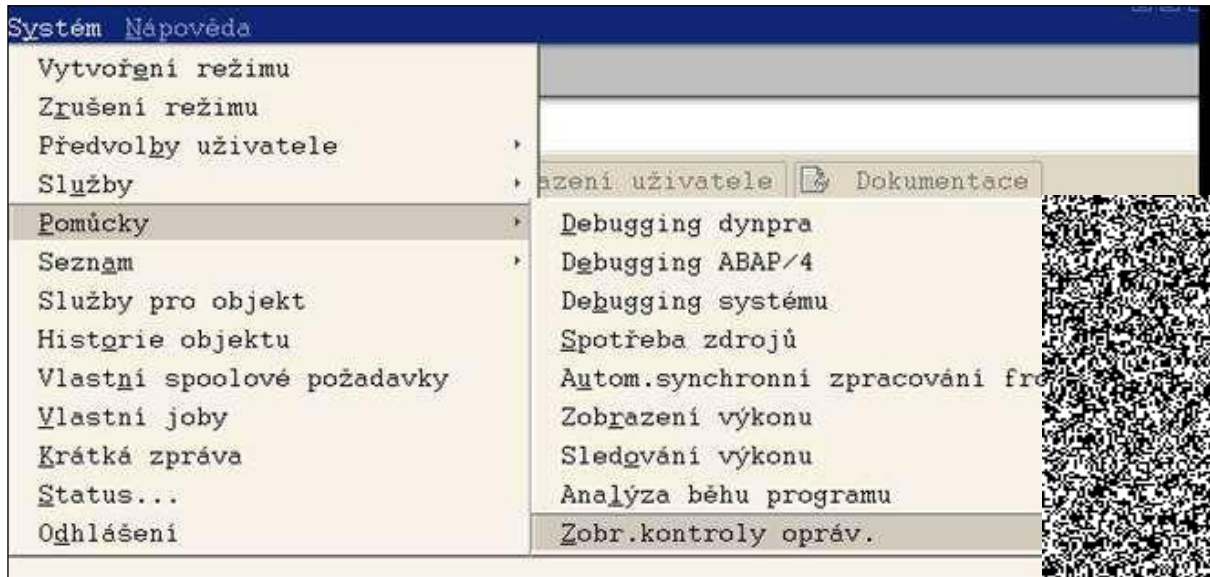 Systém Nápověda
Vytvoření režimu
Zrušení režimu
Předvolby uživatele
Služby
azení uživatele Dokumentace
Pomůcky
Seznam
Služby pro objekt
Historie objektu
Vlastní spoolové požadavky
Vlastní joby
Krátká zpráva
Status...
Odhlášení
Debugging dynpra
Debugging ABAP/4
Debugging systému
Spotřeba zdrojů
Autom.synchronní zpracování
Zobrazení výkonu
Sledování výkonu
Analýza běhu programu
Zobr.kontroly opráv.